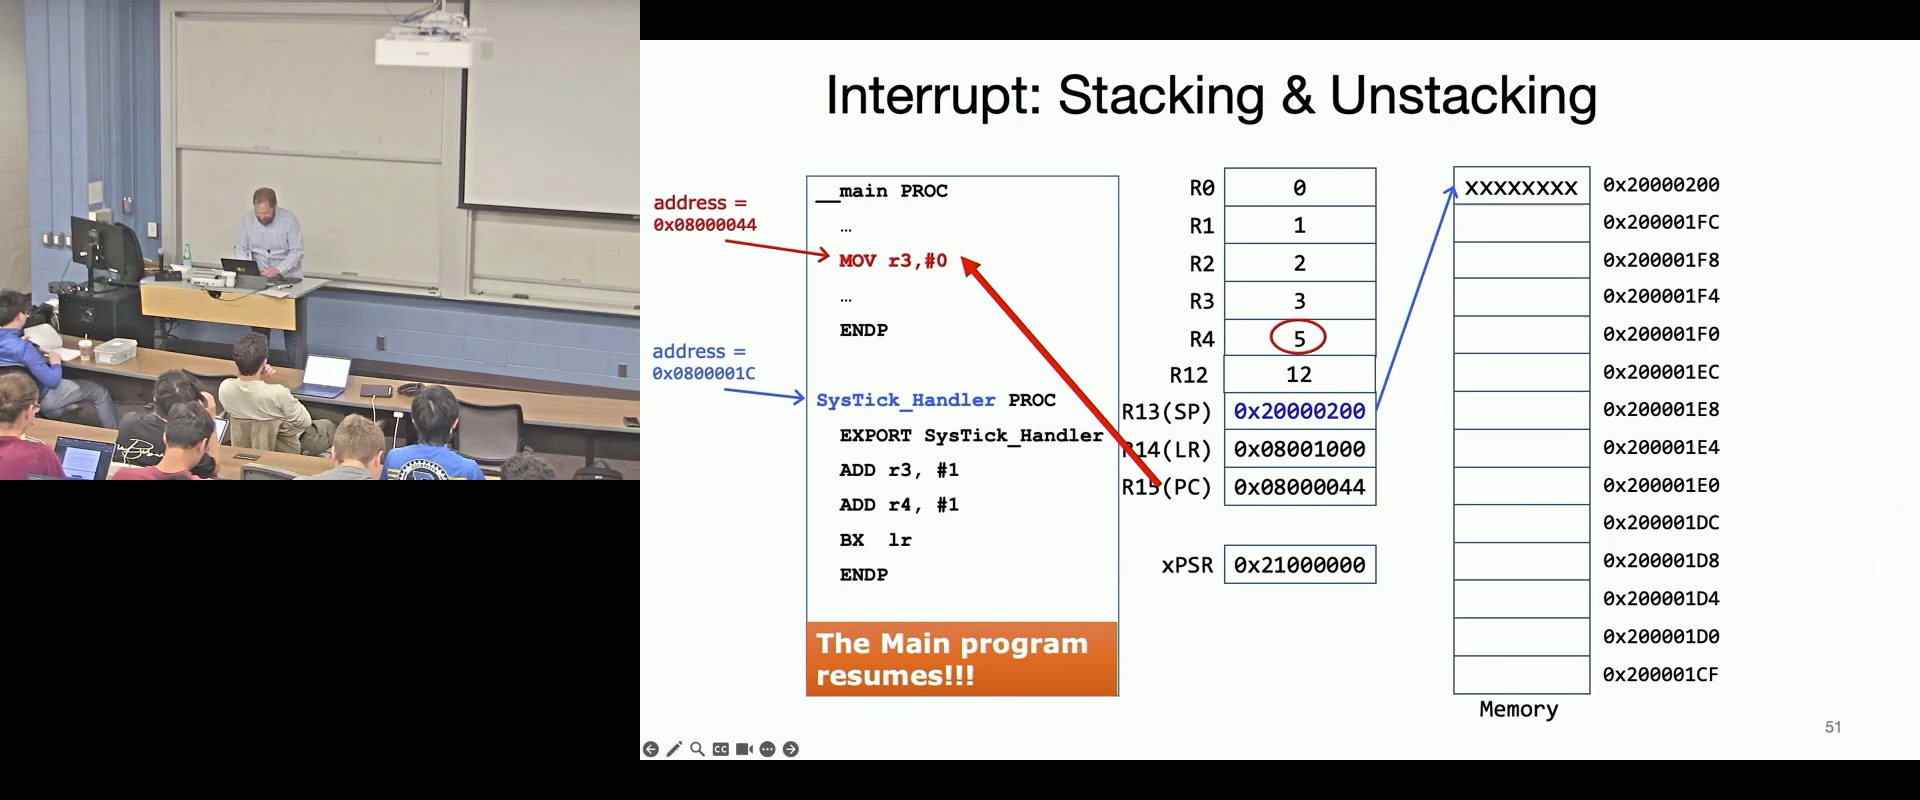 Interrupt: Stacking & Unstacking
address =
0x08000044
__main PROC
…
MOV r3,#0
…
ENDP
address =
0x0800001C
SysTick_Handler PROC
EXPORT SysTick_Handler
ADD r3, #1
ADD r4, #1
BX lr
ENDP
The Main program
resumes!!!
R0 0
R1 1
R2 2
R3 3
R4 5
R12 12
R13(SP) 0x20000200
R14(LR) 0x08001000
R15(PC) 0x08000044
xPSR 0x21000000
xxxxxxxx 0x20000200
0x200001FC
0x200001F8
0x200001F4
0x200001F0
0x200001EC
0x200001E8
0x200001E4
0x200001E0
0x200001DC
0x200001D8
0x200001D4
0x200001D0
0x200001CF
Memory
51
CC